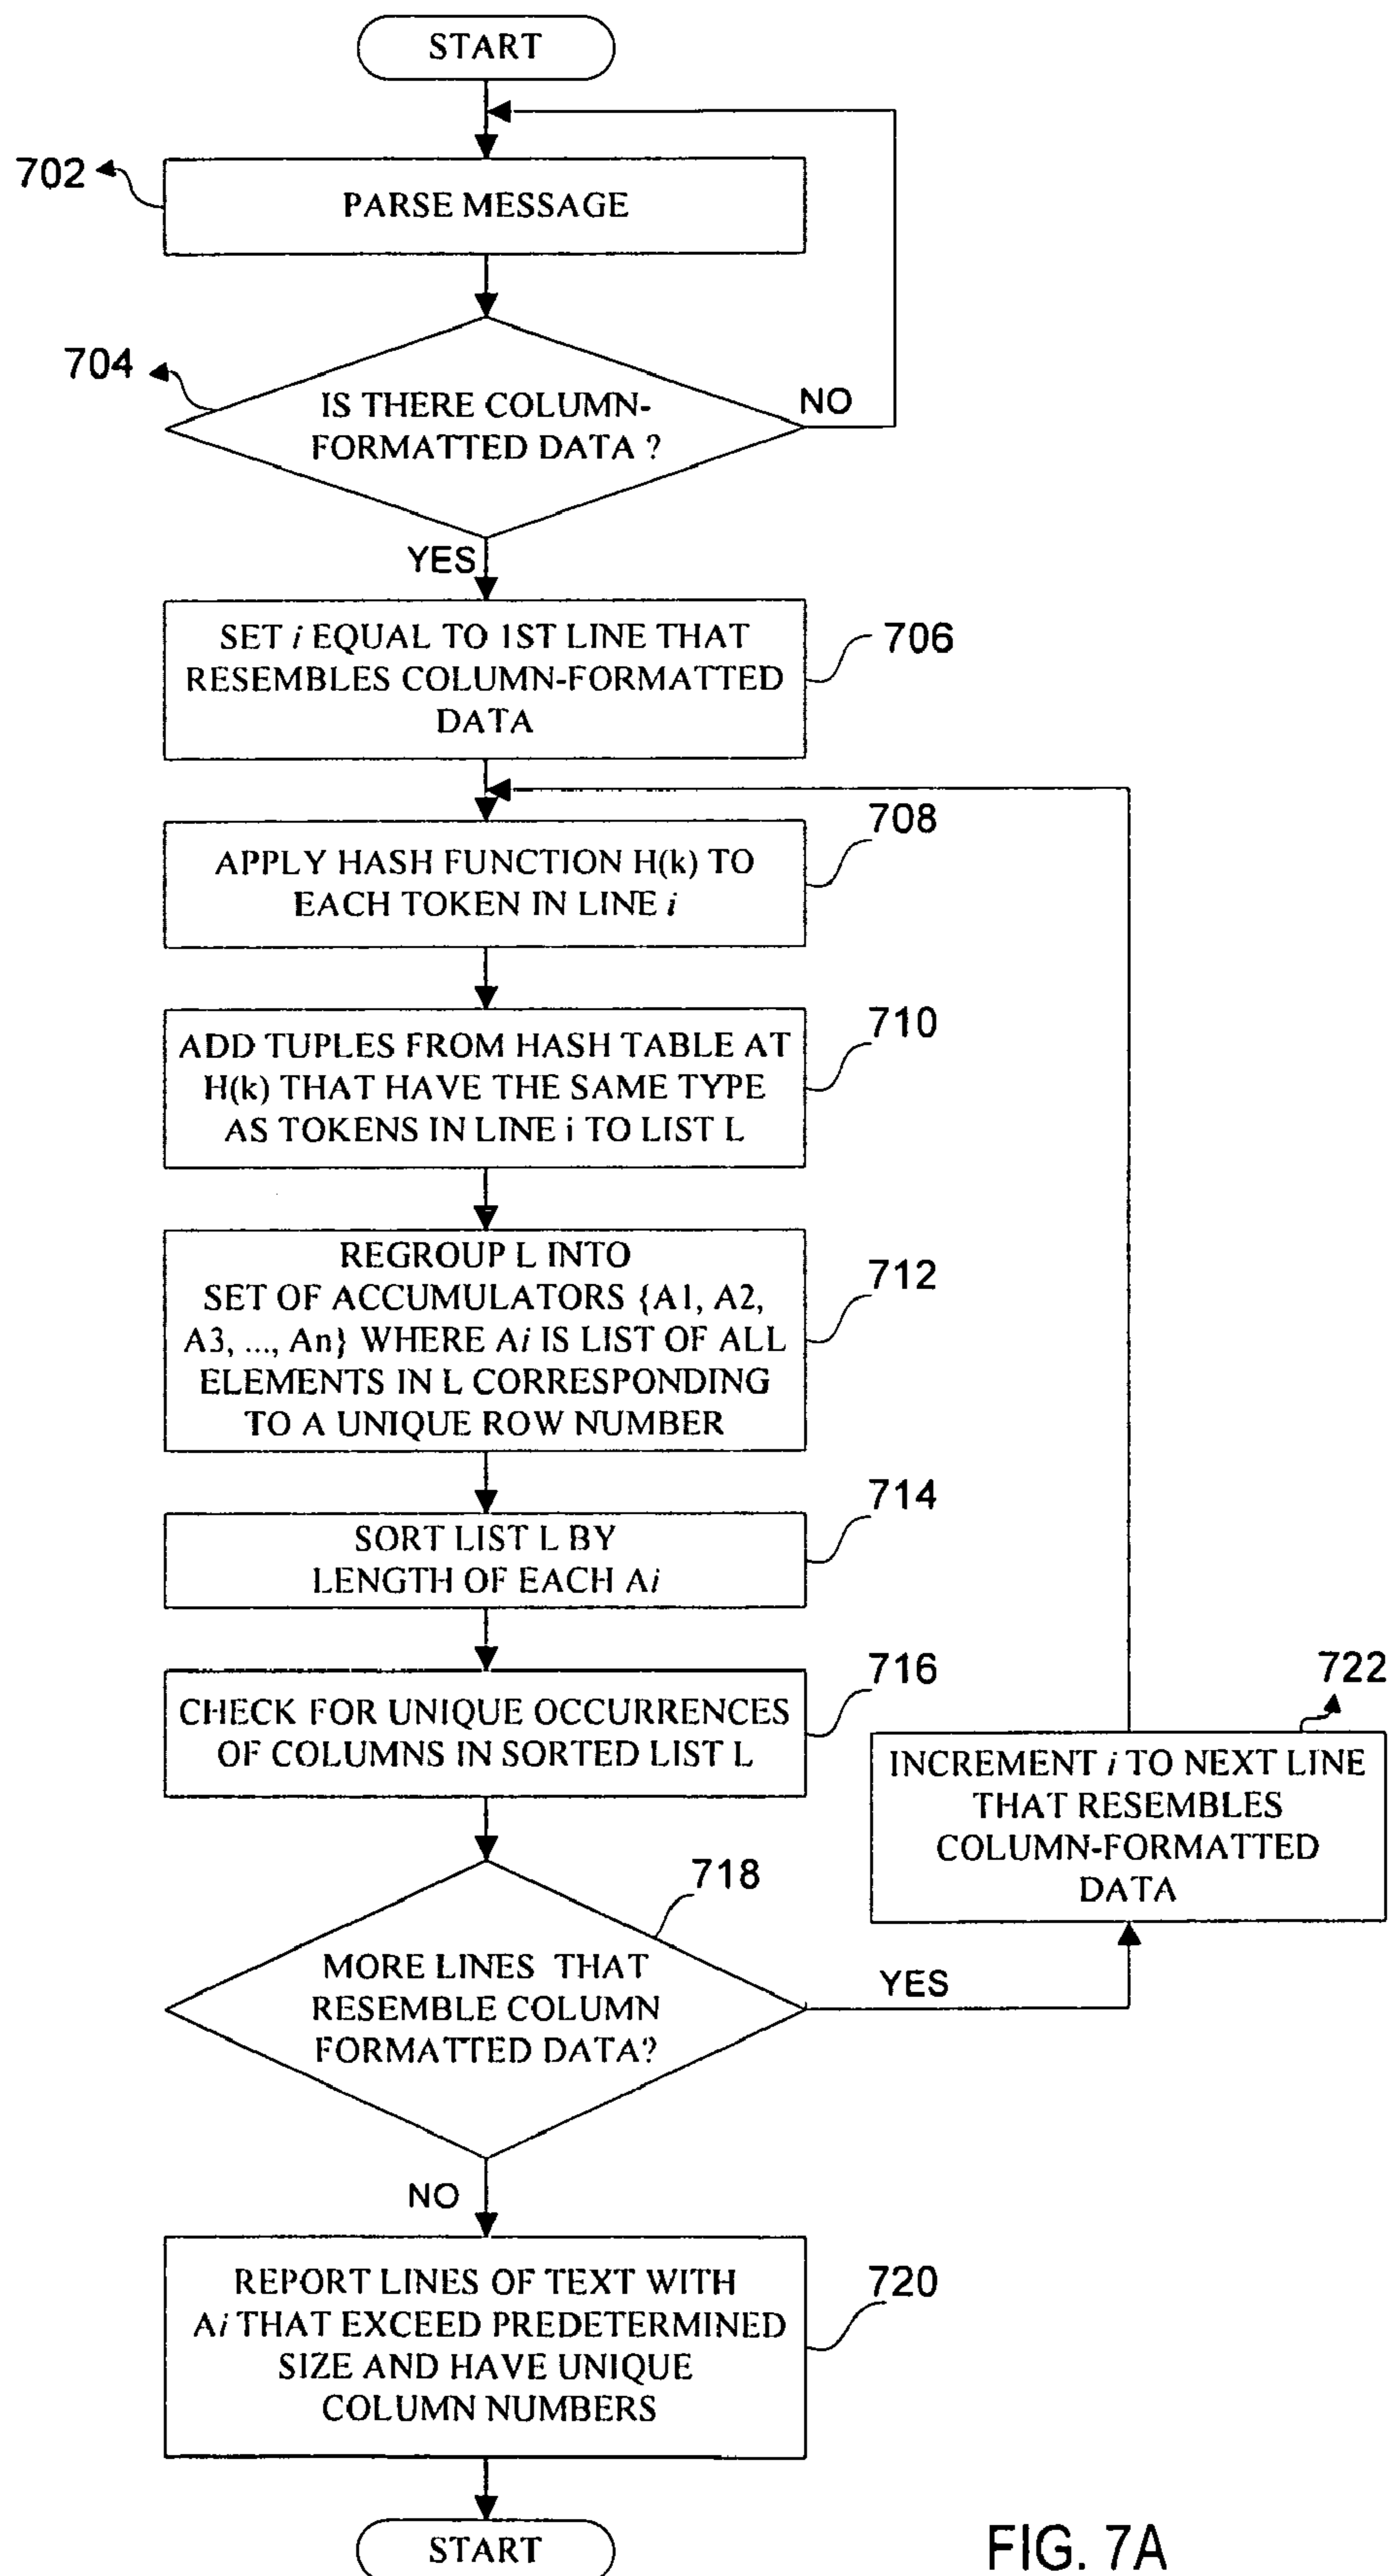 START
702
PARSE MESSAGE
704
IS THERE COLUMN-
FORMATTED DATA ?
NO
YES
SET i EQUAL TO 1ST LINE THAT
RESEMBLES COLUMN-FORMATTED
DATA
706
708
APPLY HASH FUNCTION H(k) TO
EACH TOKEN IN LINE i
710
ADD TUPLES FROM HASH TABLE AT
H(k) THAT HAVE THE SAME TYPE
AS TOKENS IN LINE i TO LIST L
REGROUP L INTO
SET OF ACCUMULATORS {A1, A2,
A3, ..., An} WHERE Ai IS LIST OF ALL
ELEMENTS IN L CORRESPONDING
TO A UNIQUE ROW NUMBER
712
714
SORT LIST L BY
LENGTH OF EACH Ai
716
CHECK FOR UNIQUE OCCURRENCES
OF COLUMNS IN SORTED LIST L
722
INCREMENT i TO NEXT LINE
THAT RESEMBLES
COLUMN-FORMATTED
DATA
718
MORE LINES THAT
RESEMBLE COLUMN
FORMATTED DATA?
YES
NO
REPORT LINES OF TEXT WITH
Ai THAT EXCEED PREDETERMINED
SIZE AND HAVE UNIQUE
COLUMN NUMBERS
720
START
FIG. 7A